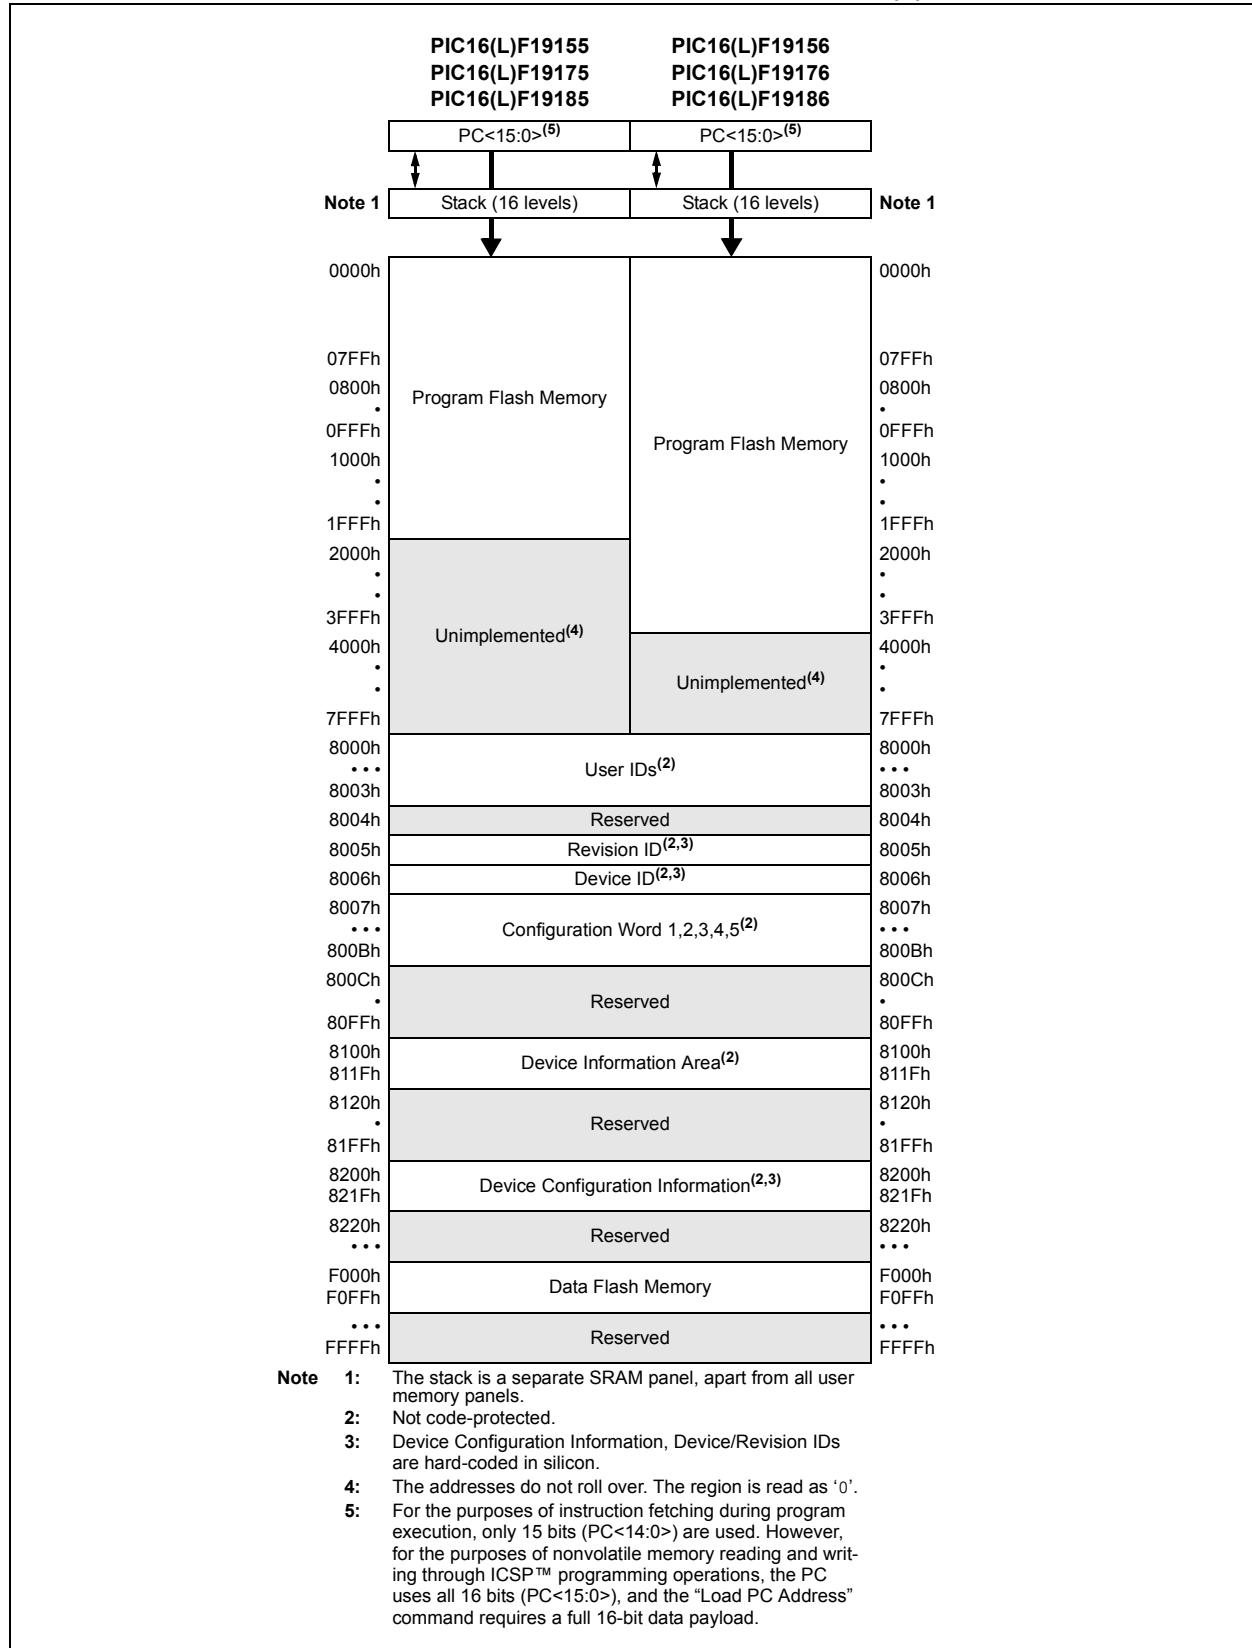 PIC16(L)F19155 PIC16(L)F19156
PIC16(L)F19175 PIC16(L)F19176
PIC16(L)F19185 PIC16(L)F19186
PC<15:0>(5) PC<15:0>(5)
Note 1 Stack (16 levels) Stack (16 levels) Note 1
0000h 0000h
07FFh 07FFh
0800h Program Flash Memory 0800h
•  •
0FFFh Program Flash Memory 0FFFh
1000h 1000h
•  •
•  •
1FFFh 1FFFh
2000h 2000h
•  •
•  •
3FFFh 3FFFh
Unimplemented(4)
4000h 4000h
•  •
• Unimplemented(4) •
7FFFh 7FFFh
8000h 8000h
• • • User IDs(2) • • •
8003h 8003h
8004h Reserved 8004h
8005h Revision ID(2,3) 8005h
8006h Device ID(2,3) 8006h
8007h 8007h
• • • Configuration Word 1,2,3,4,5(2) • • •
800Bh 800Bh
800Ch 800Ch
• Reserved •
80FFh 80FFh
8100h Device Information Area(2) 8100h
811Fh 811Fh
8120h 8120h
• Reserved •
81FFh 81FFh
8200h Device Configuration Information(2,3) 8200h
821Fh 821Fh
8220h Reserved 8220h
• • • • • •
F000h Data Flash Memory F000h
F0FFh F0FFh
• • • Reserved • • •
FFFFh FFFFh
Note 1: The stack is a separate SRAM panel, apart from all user
memory panels.
2: Not code-protected.
3: Device Configuration Information, Device/Revision IDs
are hard-coded in silicon.
4: The addresses do not roll over. The region is read as ‘0’.
5: For the purposes of instruction fetching during program
execution, only 15 bits (PC<14:0>) are used. However,
for the purposes of nonvolatile memory reading and writ-
ing through ICSP™ programming operations, the PC
uses all 16 bits (PC<15:0>), and the “Load PC Address”
command requires a full 16-bit data payload.